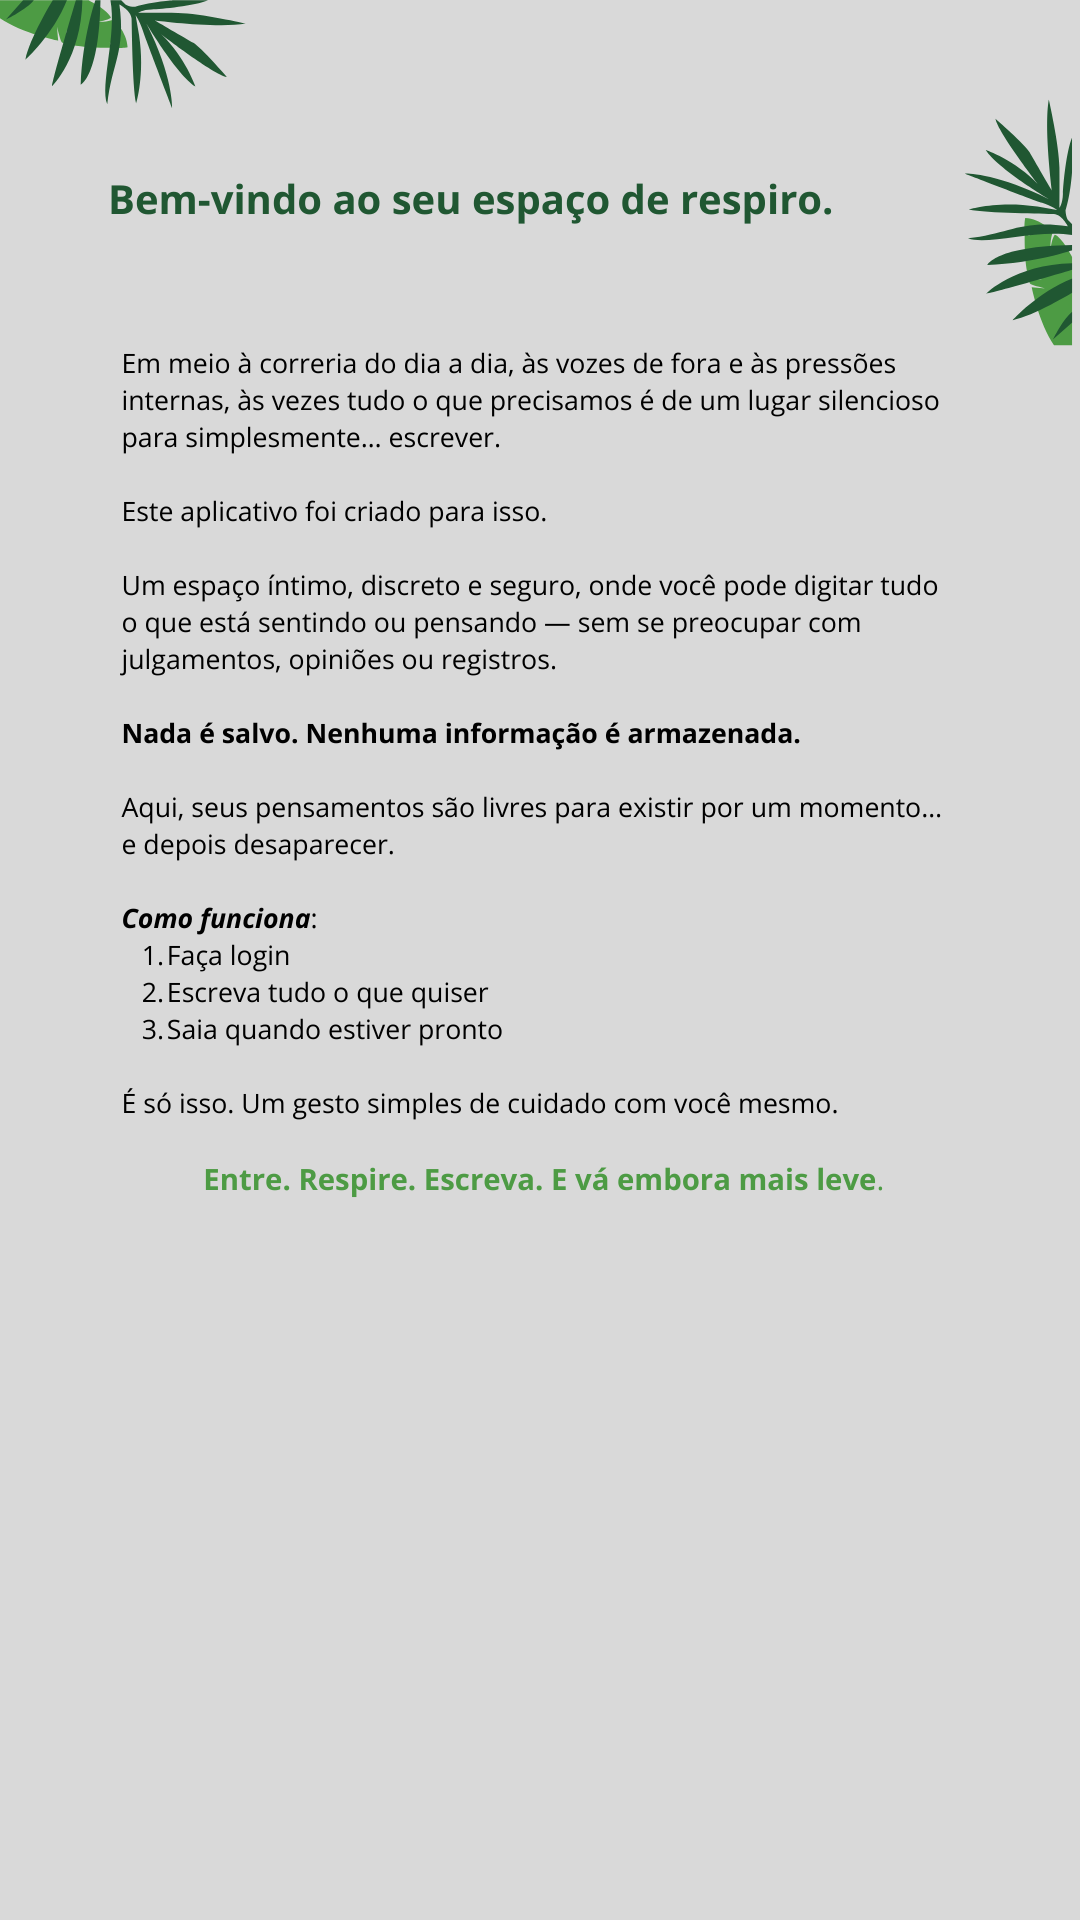 Bem-vindo ao seu espaço de respiro.
Em meio à correria do dia a dia, às vozes de fora e às pressões
internas, às vezes tudo o que precisamos é de um lugar silencioso
para simplesmente... escrever.
Este aplicativo foi criado para isso.
Um espaço íntimo, discreto e seguro, onde você pode digitar tudo
o que está sentindo ou pensando — sem se preocupar com
julgamentos, opiniões ou registros.
Nada é salvo. Nenhuma informação é armazenada.
Aqui, seus pensamentos são livres para existir por um momento...
e depois desaparecer.
Como funciona:
1. Faça login
2. Escreva tudo o que quiser
3. Saia quando estiver pronto
É só isso. Um gesto simples de cuidado com você mesmo.
Entre. Respire. Escreva. E vá embora mais leve.